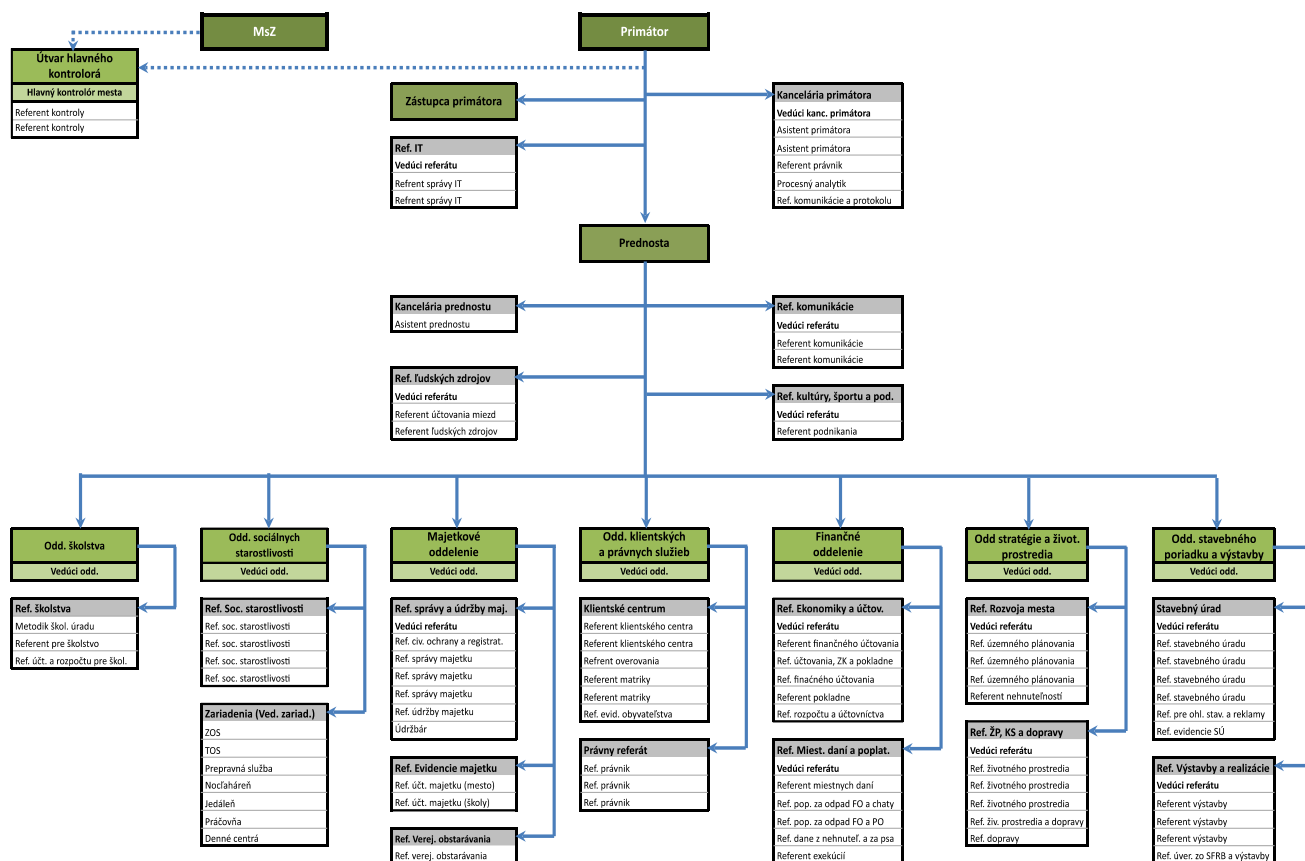 MsZ
Primátor
Útvar hlavného
kontrolorá
Hlavný kontrolór mesta
Referent kontroly
Referent kontroly
Zástupca primátora
Ref. IT
Vedúci referátu
Refrent správy IT
Refrent správy IT
Kancelária primátora
Vedúci kanc. primátora
Asistent primátora
Asistent primátora
Referent právnik
Procesný analytik
Ref. komunikácie a protokolu
Prednosta
Kancelária prednostu
Asistent prednostu
Ref. komunikácie
Vedúci referátu
Referent komunikácie
Referent komunikácie
Ref. ľudských zdrojov
Vedúci referátu
Referent účtovania miezd
Referent ľudských zdrojov
Ref. kultúry, športu a pod.
Vedúci referátu
Referent podnikania
Odd. školstva
Vedúci odd.
Ref. školstva
Metodik škol. úradu
Referent pre školstvo
Ref. účt. a rozpočtu pre škol.
Odd. sociálnych
starostlivosti
Vedúci odd.
Ref. Soc. starostlivosti
Ref. soc. starostlivosti
Ref. soc. starostlivosti
Ref. soc. starostlivosti
Ref. soc. starostlivosti
Zariadenia (Ved. zariad.)
ZOS
TOS
Prepravná služba
Nocľaháreň
Jedáleň
Práčovňa
Denné centrá
Majetkové
oddelenie
Vedúci odd.
Ref. správy a údržby maj.
Vedúci referátu
Ref. civ. ochrany a registrat.
Ref. správy majetku
Ref. správy majetku
Ref. správy majetku
Ref. údržby majetku
Údržbár
Ref. Evidencie majetku
Ref. účt. majetku (mesto)
Ref. účt. majetku (školy)
Ref. Verej. obstarávania
Ref. verej. obstarávania
Odd. klientských
a právnych služieb
Vedúci odd.
Klientské centrum
Referent klientského centra
Referent klientského centra
Refrent overovania
Referent matriky
Referent matriky
Ref. evid. obyvateľstva
Právny referát
Ref. právnik
Ref. právnik
Ref. právnik
Finančné
oddelenie
Vedúci odd.
Ref. Ekonomiky a účtov.
Vedúci referátu
Referent finančného účtovania
Ref. účtovania, ZK a pokladne
Ref. finaćného účtovania
Referent pokladne
Ref. rozpočtu a účtovníctva
Ref. Miest. daní a poplat.
Vedúci referátu
Referent miestnych daní
Ref. pop. za odpad FO a chaty
Ref. pop. za odpad FO a PO
Ref. dane z nehnuteľ. a za psa
Referent exekúcií
Odd stratégie a život.
prostredia
Vedúci odd.
Ref. Rozvoja mesta
Vedúci referátu
Ref. územného plánovania
Ref. územného plánovania
Ref. územného plánovania
Referent nehnuteľností
Ref. ŽP, KS a dopravy
Vedúci referátu
Ref. životného prostredia
Ref. životného prostredia
Ref. životného prostredia
Ref. živ. prostredia a dopravy
Ref. dopravy
Odd. stavebného
poriadku a výstavby
Vedúci odd.
Stavebný úrad
Vedúci referátu
Ref. stavebného úradu
Ref. stavebného úradu
Ref. stavebného úradu
Ref. stavebného úradu
Ref. pre ohl. stav. a reklamy
Ref. evidencie SÚ
Ref. Výstavby a realizácie
Vedúci referátu
Referent výstavby
Referent výstavby
Referent výstavby
Ref. úver. zo SFRB a výstavby